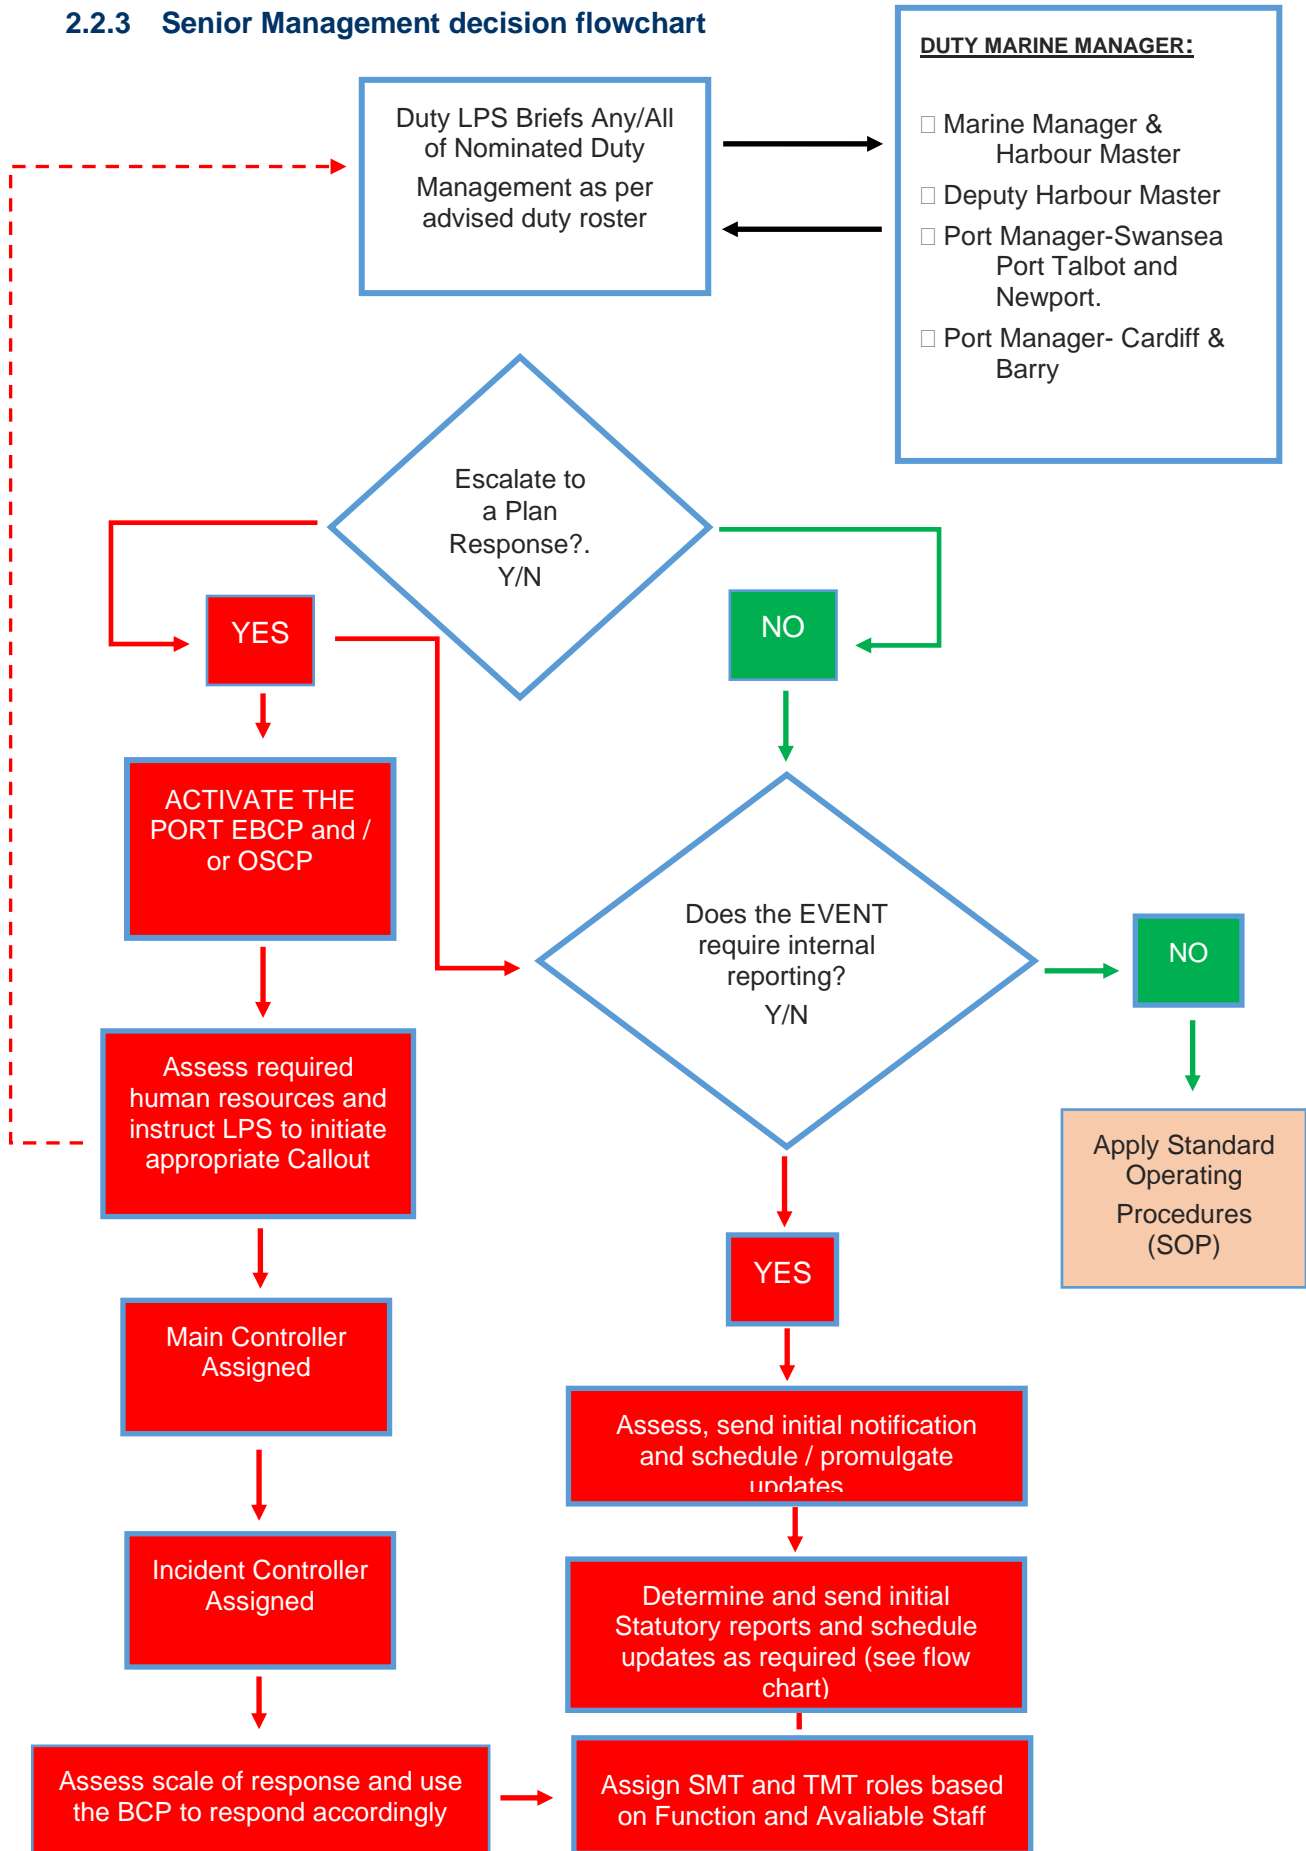 2.2.3 Senior Management decision flowchart
DUTY MARINE MANAGER:
Marine Manager &
Harbour Master
Deputy Harbour Master
Port Manager-Swansea
Port Talbot and
Newport.
Port Manager- Cardiff &
Barry
Duty LPS Briefs Any/All
of Nominated Duty
Management as per
advised duty roster
Escalate to
a Plan
Response?.
Y/N
YES
NO
ACTIVATE THE
PORT EBCP and /
or OSCP
Does the EVENT
require internal
reporting?
Y/N
NO
Assess required
human resources and
instruct LPS to initiate
appropriate Callout
Apply Standard
Operating
Procedures
(SOP)
YES
Main Controller
Assigned
Assess, send initial notification
and schedule / promulgate
updates
Incident Controller
Assigned
Determine and send initial
Statutory reports and schedule
updates as required (see flow
chart)
Assess scale of response and use
the BCP to respond accordingly
Assign SMT and TMT roles based
on Function and Avaliable Staff